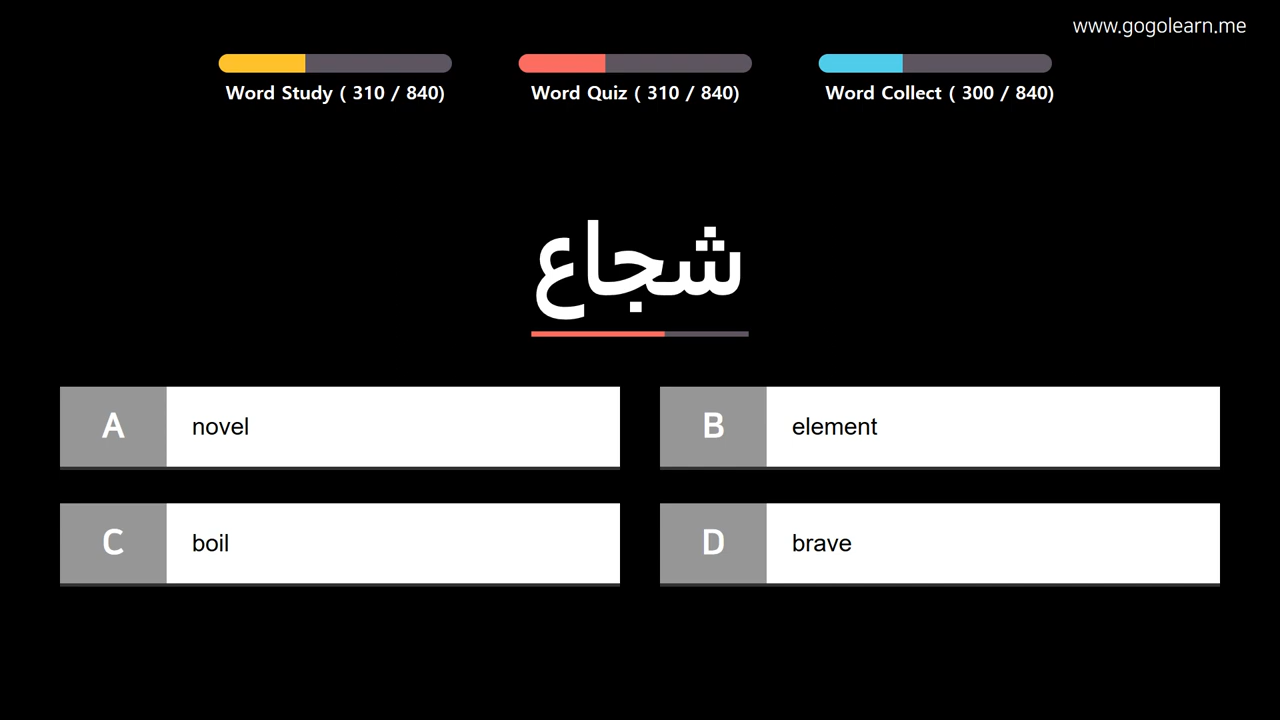 www.gogolearn.me
Word Study ( 310 / 840)
Word Quiz ( 310 / 840)
Word Collect ( 300 / 840)
شجاع
A novel
B element
C boil
D brave